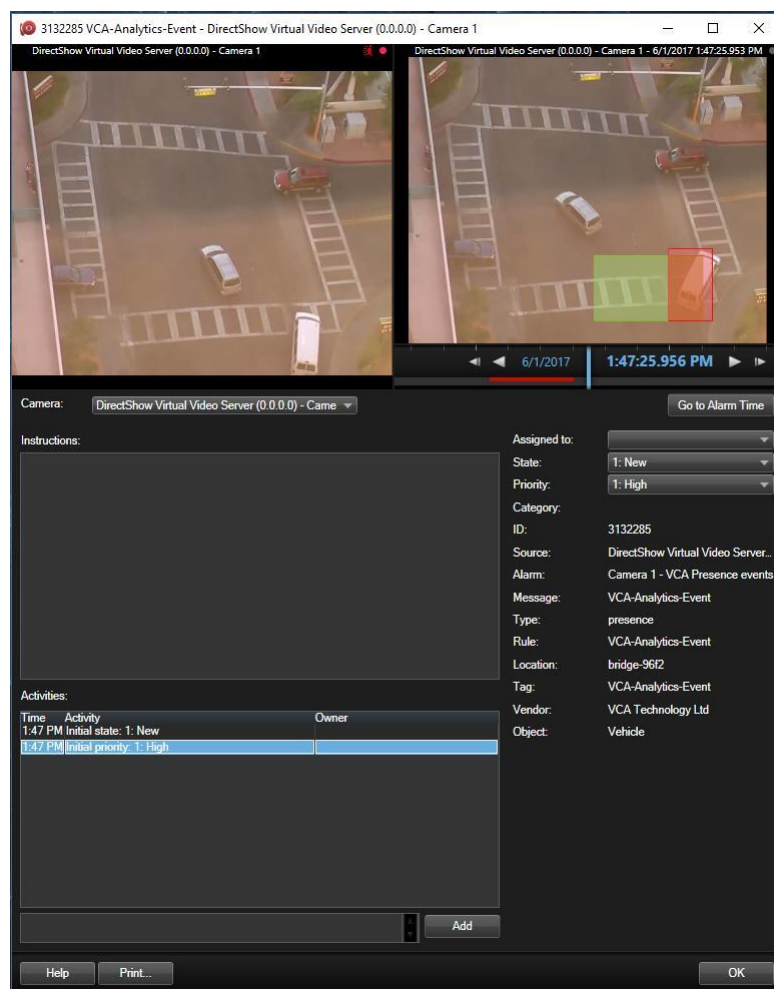 3132285 VCA-Analytics-Event - DirectShow Virtual Video Server (0.0.0.0) - Camera 1
DirectShow Virtual Video Server (0.0.0.0) - Camera 1
DirectShow Virtual Video Server (0.0.0.0) - Camera 1 - 6/1/2017 1:47:25.953 PM
6/1/2017
1:47:25.956 PM
Camera:
DirectShow Virtual Video Server (0.0.0.0) - Came
Go to Alarm Time
Instructions:
Assigned to:
State: 1: New
Priority: 1: High
Category:
ID: 3132285
Source: DirectShow Virtual Video Server...
Alarm: Camera 1 - VCA Presence events
Message: VCA-Analytics-Event
Type: presence
Rule: VCA-Analytics-Event
Location: bridge-96f2
Tag: VCA-Analytics-Event
Vendor: VCA Technology Ltd
Object: Vehicle
Activities:
Time Activity Owner
1:47 PM Initial state: 1: New
1:47 PM Initial priority: 1: High
Add
Help
Print...
OK